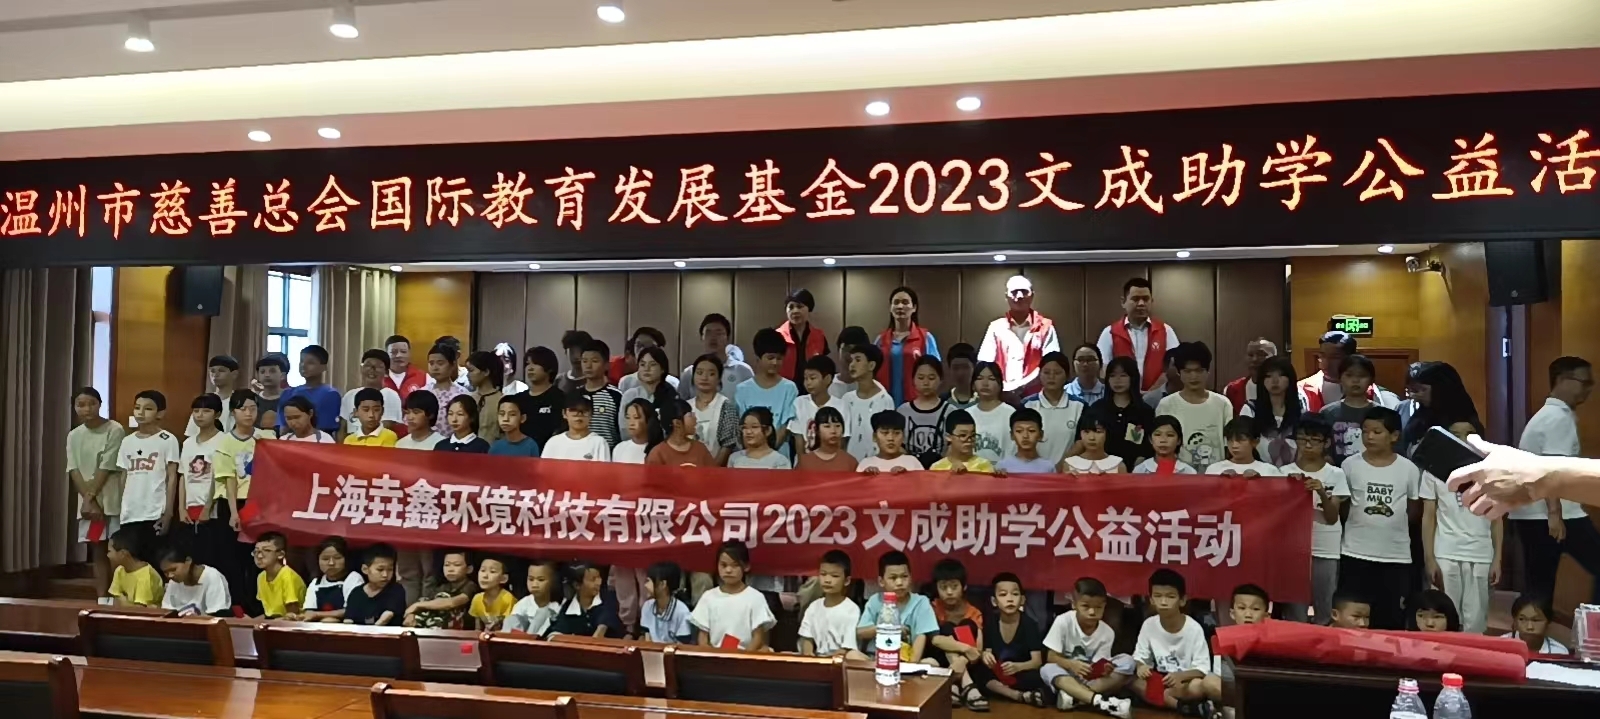 温州市慈善总会国际教育发展基金2023文成助学公益活
上海垚鑫环境科技有限公司2023文成助学公益活动
BABY
MILO